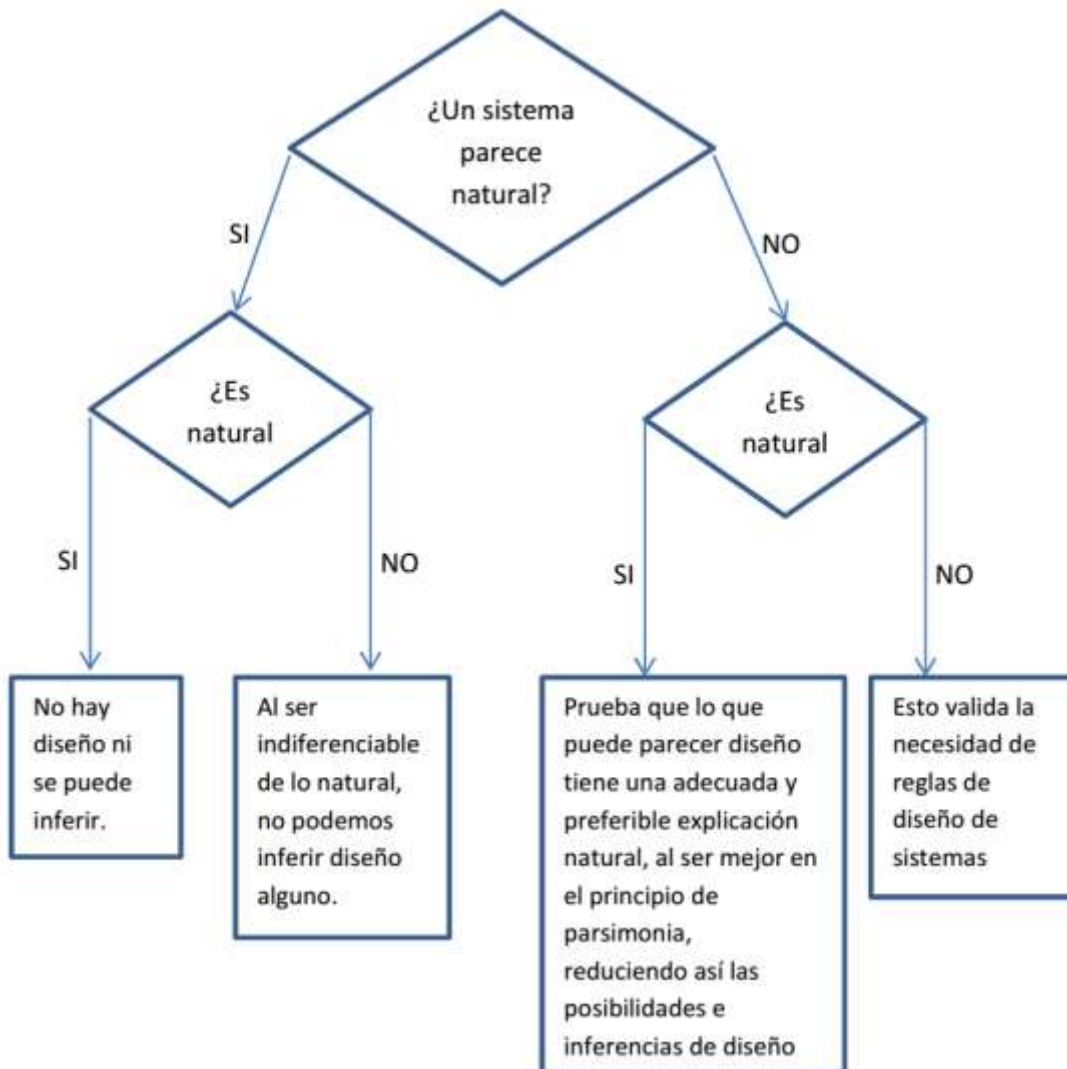 ¿Un sistema
parece
natural?
SI
NO
¿Es
natural
¿Es
natural
SI
NO
SI
NO
No hay
diseño ni
se puede
inferir.
Al ser
indiferenciable
de lo natural,
no podemos
inferir diseño
alguno.
Prueba que lo que
puede parecer diseño
tiene una adecuada y
preferible explicación
natural, al ser mejor en
el principio de
parsimonia,
reduciendo así las
posibilidades e
inferencias de diseño
Esto valida la
necesidad de
reglas de
diseño de
sistemas